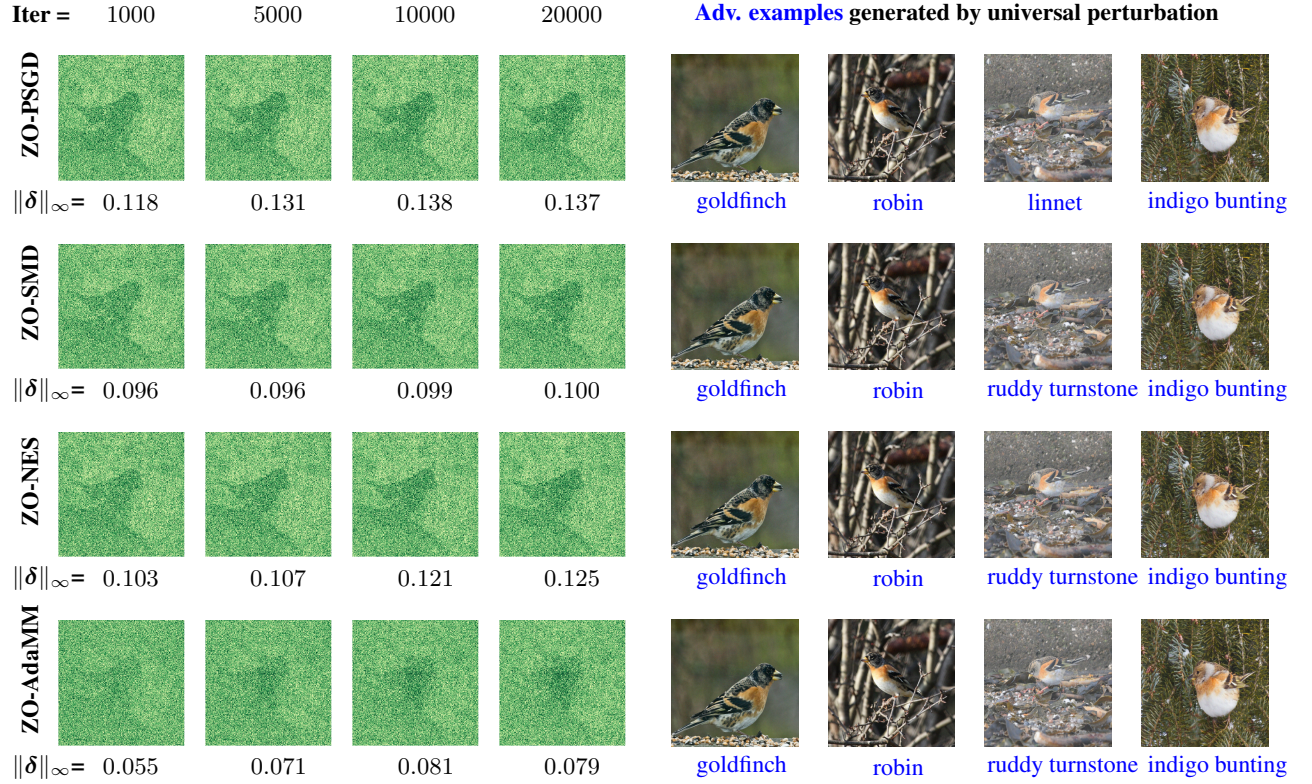 Iter = 1000 5000 10000 20000 Adv. examples generated by universal perturbation
ZO-PSGD
‖δ‖∞= 0.118 0.131 0.138 0.137 goldfinch robin linnet indigo bunting
ZO-SMD
‖δ‖∞= 0.096 0.096 0.099 0.100 goldfinch robin ruddy turnstone indigo bunting
ZO-NES
‖δ‖∞= 0.103 0.107 0.121 0.125 goldfinch robin ruddy turnstone indigo bunting
ZO-AdaMM
‖δ‖∞= 0.055 0.071 0.081 0.079 goldfinch robin ruddy turnstone indigo bunting